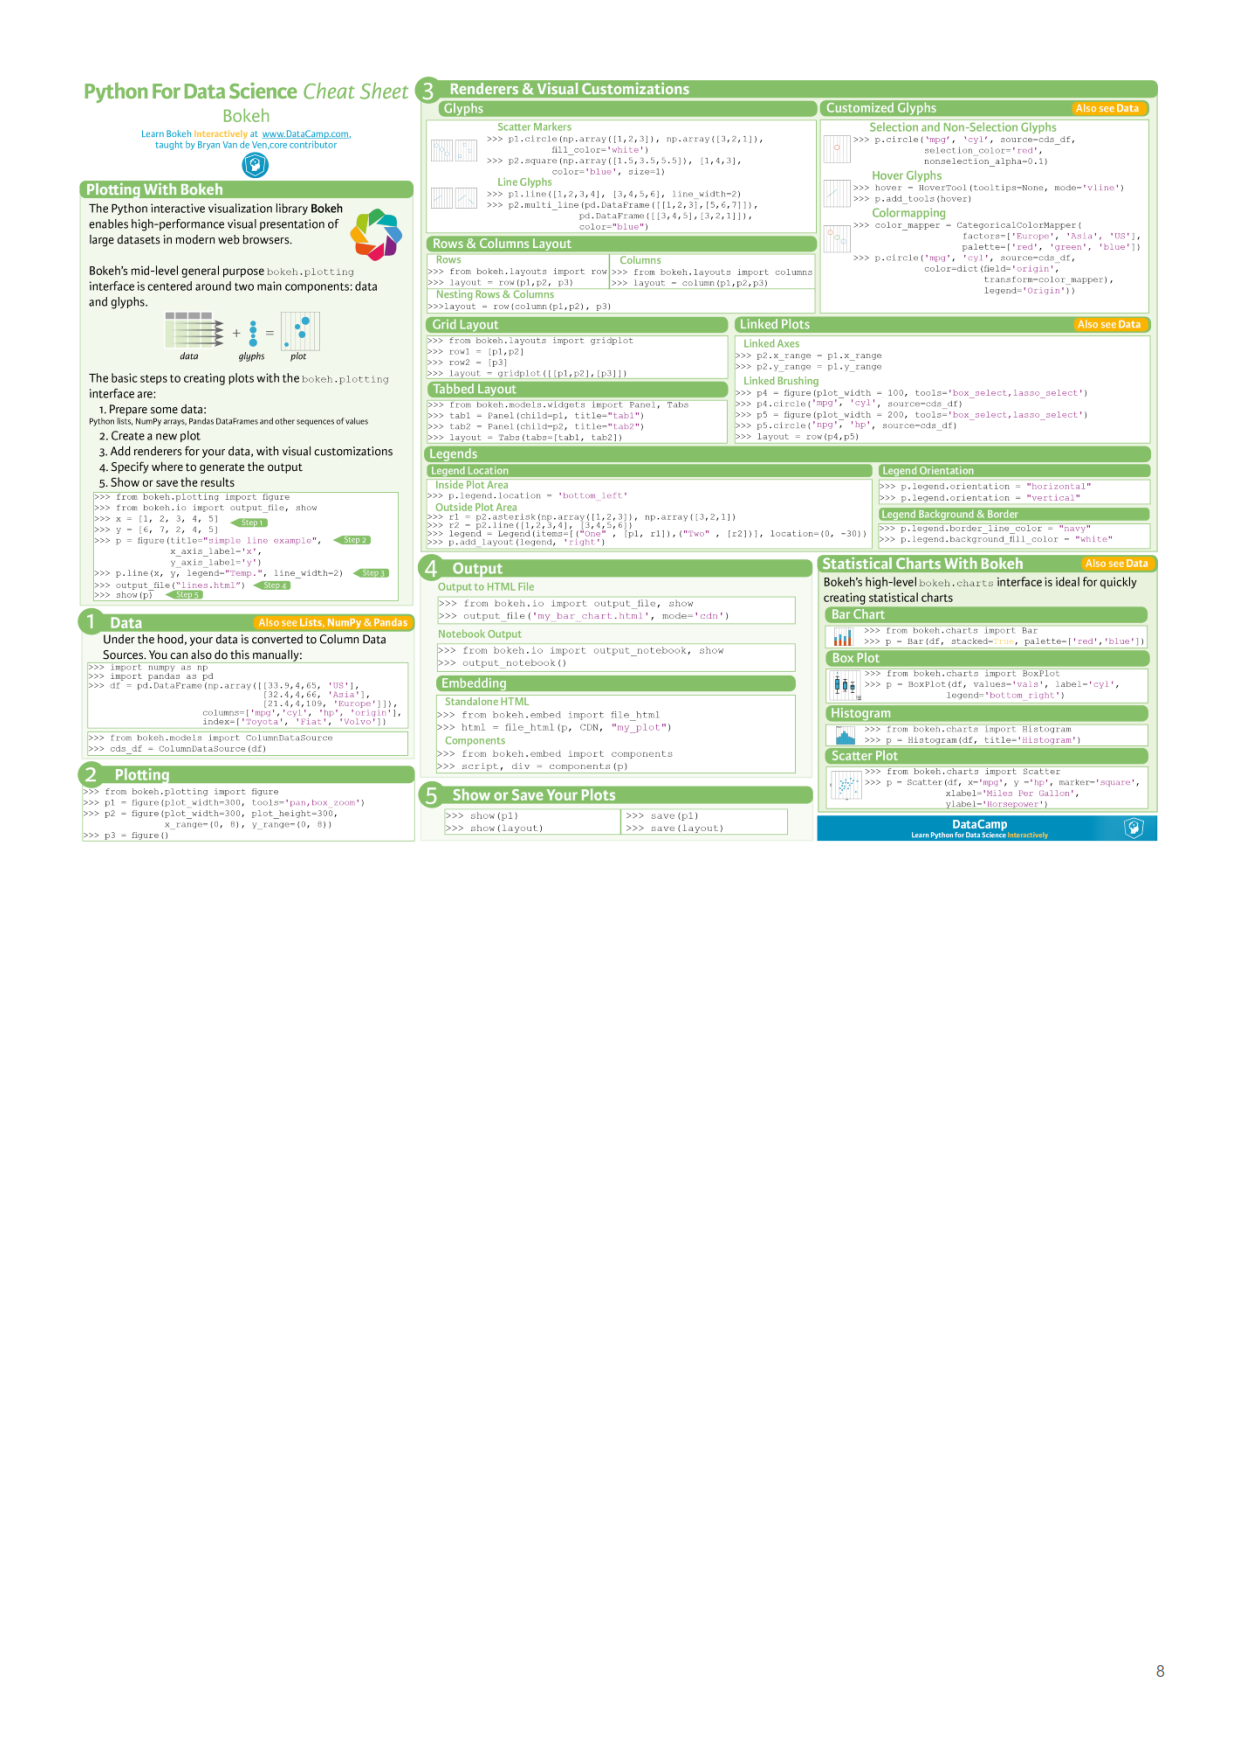 Python For Data Science Cheat Sheet
Bokeh
Learn Bokeh Interactively at www.DataCamp.com,
taught by Bryan Van de Ven,core contributor
Plotting With Bokeh
The Python interactive visualization library Bokeh
enables high-performance visual presentation of
large datasets in modern web browsers.
Bokeh's mid-level general purpose bokeh.plotting
interface is centered around two main components: data
and glyphs.
+ =
data glyphs plot
The basic steps to creating plots with the bokeh.plotting
interface are:
1. Prepare some data:
Python lists, NumPy arrays, Pandas DataFrames and other sequences of values
2. Create a new plot
3. Add renderers for your data, with visual customizations
4. Specify where to generate the output
5. Show or save the results
>>> from bokeh.plotting import figure
>>> from bokeh.io import output_file, show
>>> x = [1, 2, 3, 4, 5] Step 1
>>> y = [6, 7, 2, 4, 5]
>>> p = figure(title="simple line example", Step 2
x_axis_label='x',
y_axis_label='y')
>>> p.line(x, y, legend="Temp.", line_width=2) Step 3
>>> output_file("lines.html") Step 4
>>> show(p) Step 5
1 Data Also see Lists, NumPy & Pandas
Under the hood, your data is converted to Column Data
Sources. You can also do this manually:
>>> import numpy as np
>>> import pandas as pd
>>> df = pd.DataFrame(np.array([[33.9,4,65, 'US'],
[32.4,4,66, 'Asia'],
[21.4,4,109, 'Europe']]),
columns=['mpg','cyl', 'hp', 'origin'],
index=['Toyota', 'Fiat', 'Volvo'])
>>> from bokeh.models import ColumnDataSource
>>> cds_df = ColumnDataSource(df)
2 Plotting
>>> from bokeh.plotting import figure
>>> p1 = figure(plot_width=300, tools='pan,box_zoom')
>>> p2 = figure(plot_width=300, plot_height=300,
x_range=(0, 8), y_range=(0, 8))
>>> p3 = figure()
3 Renderers & Visual Customizations
Glyphs
Scatter Markers
>>> p1.circle(np.array([1,2,3]), np.array([3,2,1]),
fill_color='white')
>>> p2.square(np.array([1.5,3.5,5.5]), [1,4,3],
color='blue', size=1)
Line Glyphs
>>> p1.line([1,2,3,4], [3,4,5,6], line_width=2)
>>> p2.multi_line(pd.DataFrame([[1,2,3],[5,6,7]]),
pd.DataFrame([[3,4,5],[3,2,1]]),
color="blue")
Customized Glyphs Also see Data
Selection and Non-Selection Glyphs
>>> p.circle('mpg', 'cyl', source=cds_df,
selection_color='red',
nonselection_alpha=0.1)
Hover Glyphs
>>> hover = HoverTool(tooltips=None, mode='vline')
>>> p.add_tools(hover)
Colormapping
>>> color_mapper = CategoricalColorMapper(
factors=['Europe', 'Asia', 'US'],
palette=['red', 'green', 'blue'])
>>> p.circle('mpg', 'cyl', source=cds_df,
color=dict(field='origin',
transform=color_mapper),
legend='Origin'))
Rows & Columns Layout
Rows
>>> from bokeh.layouts import row
>>> layout = row(p1,p2, p3)
Columns
>>> from bokeh.layouts import columns
>>> layout = column(p1,p2,p3)
Nesting Rows & Columns
>>>layout = row(column(p1,p2), p3)
Grid Layout
>>> from bokeh.layouts import gridplot
>>> row1 = [p1,p2]
>>> row2 = [p3]
>>> layout = gridplot([[p1,p2],[p3]])
Tabbed Layout
>>> from bokeh.models.widgets import Panel, Tabs
>>> tab1 = Panel(child=p1, title="tab1")
>>> tab2 = Panel(child=p2, title="tab2")
>>> layout = Tabs(tabs=[tab1, tab2])
Linked Plots Also see Data
Linked Axes
>>> p2.x_range = p1.x_range
>>> p2.y_range = p1.y_range
Linked Brushing
>>> p4 = figure(plot_width = 100, tools='box_select,lasso_select')
>>> p4.circle('mpg', 'cyl', source=cds_df)
>>> p5 = figure(plot_width = 200, tools='box_select,lasso_select')
>>> p5.circle('npg', 'hp', source=cds_df)
>>> layout = row(p4,p5)
Legends
Legend Location
Inside Plot Area
>>> p.legend.location = 'bottom_left'
Outside Plot Area
>>> r1 = p2.asterisk(np.array([1,2,3]), np.array([3,2,1])
>>> r2 = p2.line([1,2,3,4], [3,4,5,6])
>>> legend = Legend(items=[("One" , [p1, r1]),("Two" , [r2])], location=(0, -30))
>>> p.add_layout(legend, 'right')
Legend Orientation
>>> p.legend.orientation = "horizontal"
>>> p.legend.orientation = "vertical"
Legend Background & Border
>>> p.legend.border_line_color = "navy"
>>> p.legend.background_fill_color = "white"
4 Output
Output to HTML File
>>> from bokeh.io import output_file, show
>>> output_file('my_bar_chart.html', mode='cdn')
Notebook Output
>>> from bokeh.io import output_notebook, show
>>> output_notebook()
Embedding
Standalone HTML
>>> from bokeh.embed import file_html
>>> html = file_html(p, CDN, "my_plot")
Components
>>> from bokeh.embed import components
>>> script, div = components(p)
5 Show or Save Your Plots
>>> show(p1) >>> save(p1)
>>> show(layout) >>> save(layout)
Statistical Charts With Bokeh Also see Data
Bokeh's high-level bokeh.charts interface is ideal for quickly
creating statistical charts
Bar Chart
>>> from bokeh.charts import Bar
>>> p = Bar(df, stacked=True, palette=['red','blue'])
Box Plot
>>> from bokeh.charts import BoxPlot
>>> p = BoxPlot(df, values='vals', label='cyl',
legend='bottom_right')
Histogram
>>> from bokeh.charts import Histogram
>>> p = Histogram(df, title='Histogram')
Scatter Plot
>>> from bokeh.charts import Scatter
>>> p = Scatter(df, x='mpg', y ='hp', marker='square',
xlabel='Miles Per Gallon',
ylabel='Horsepower')
DataCamp
Learn Python for Data Science Interactively
8